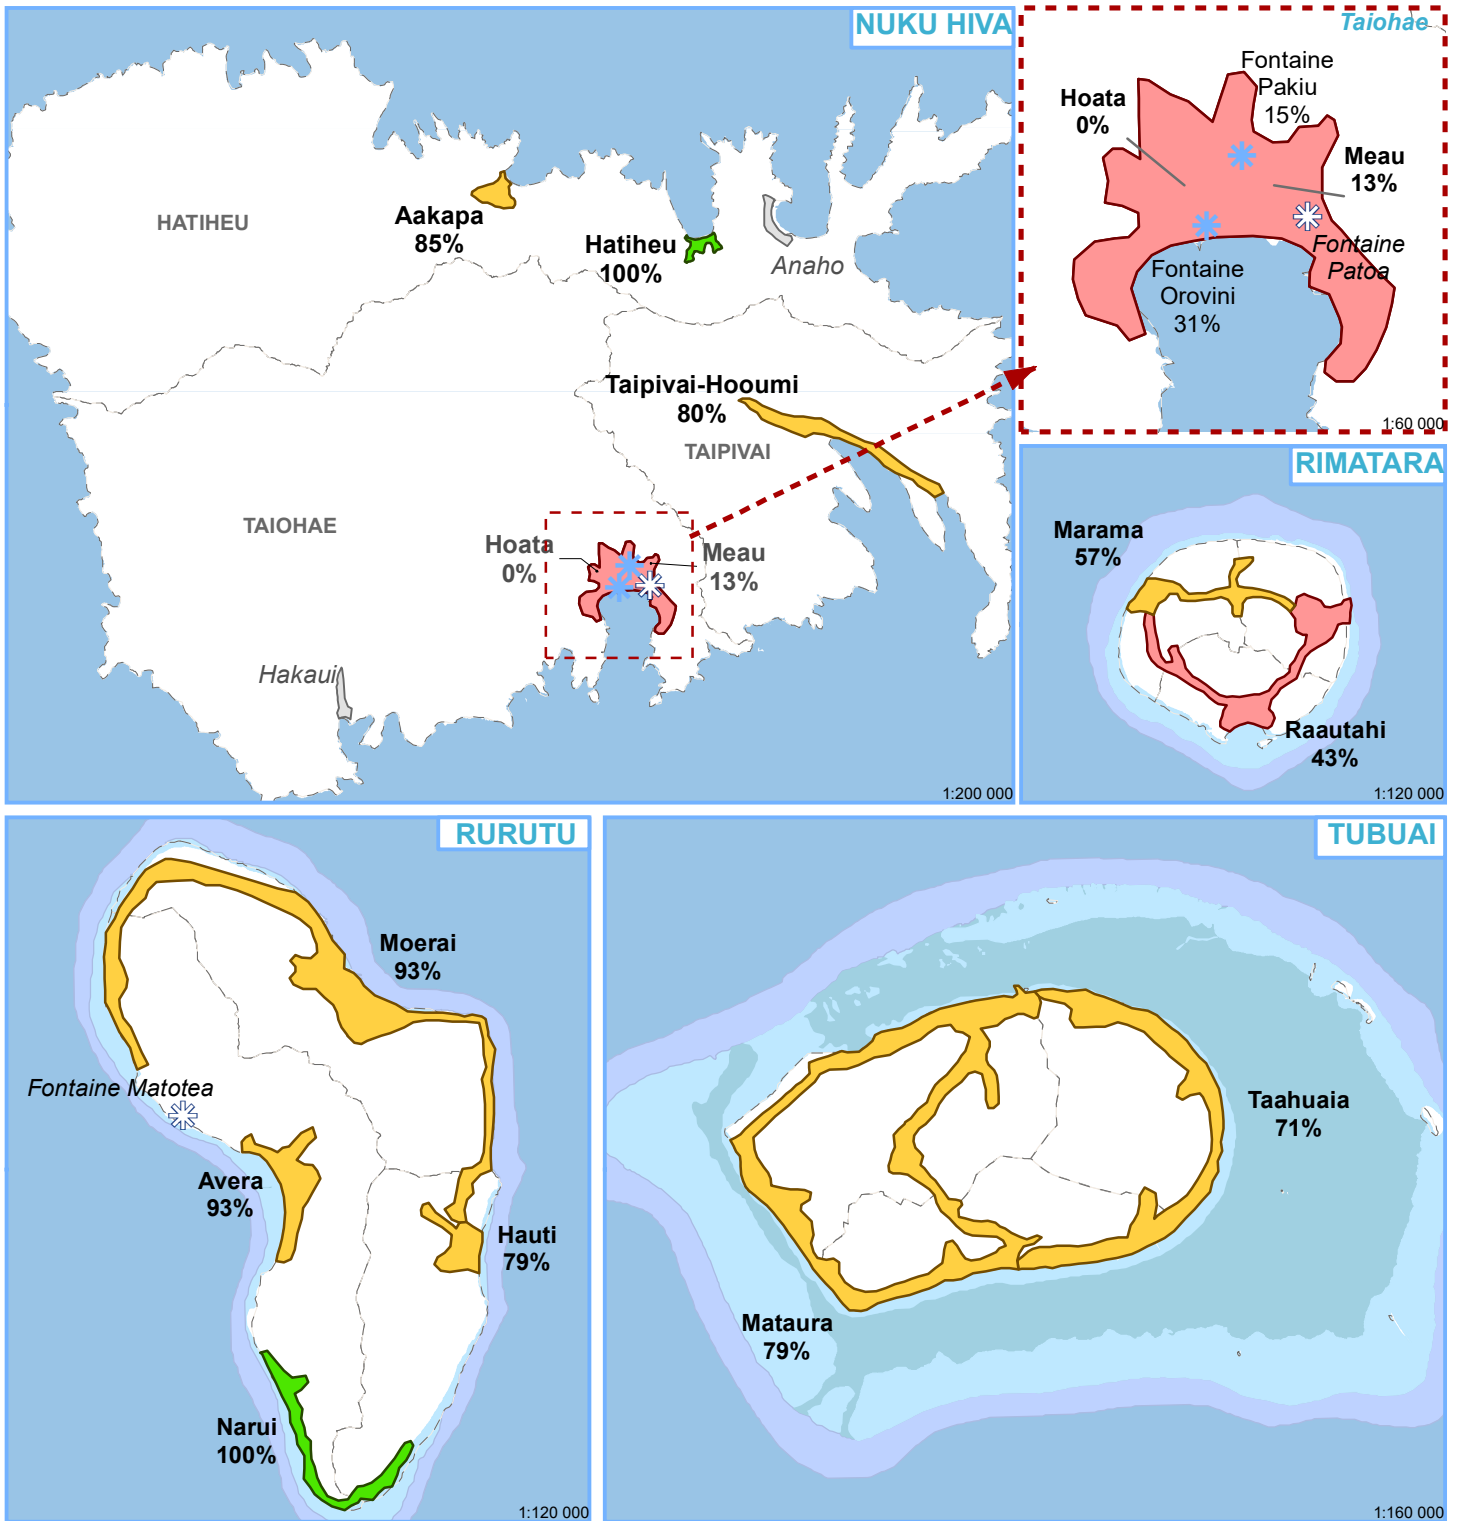 NUKU HIVA
HATIHEU
Aakapa
85%
Hatiheu
100%
Anaho
Taipivai-Hooumi
80%
TAIPIVAI
TAIOHAE
Hoata
0%
Meau
13%
Hakaui
1:200 000
Taiohae
Fontaine
Pakiu
15%
Hoata
0%
Meau
13%
Fontaine
Patoa
Fontaine
Orovini
31%
1:60 000
RIMATARA
Marama
57%
Raautahi
43%
1:120 000
RURUTU
Moerai
93%
Fontaine Matotea
Avera
93%
Hauti
79%
Narui
100%
1:120 000
TUBUAI
Taahuaia
71%
Mataura
79%
1:160 000